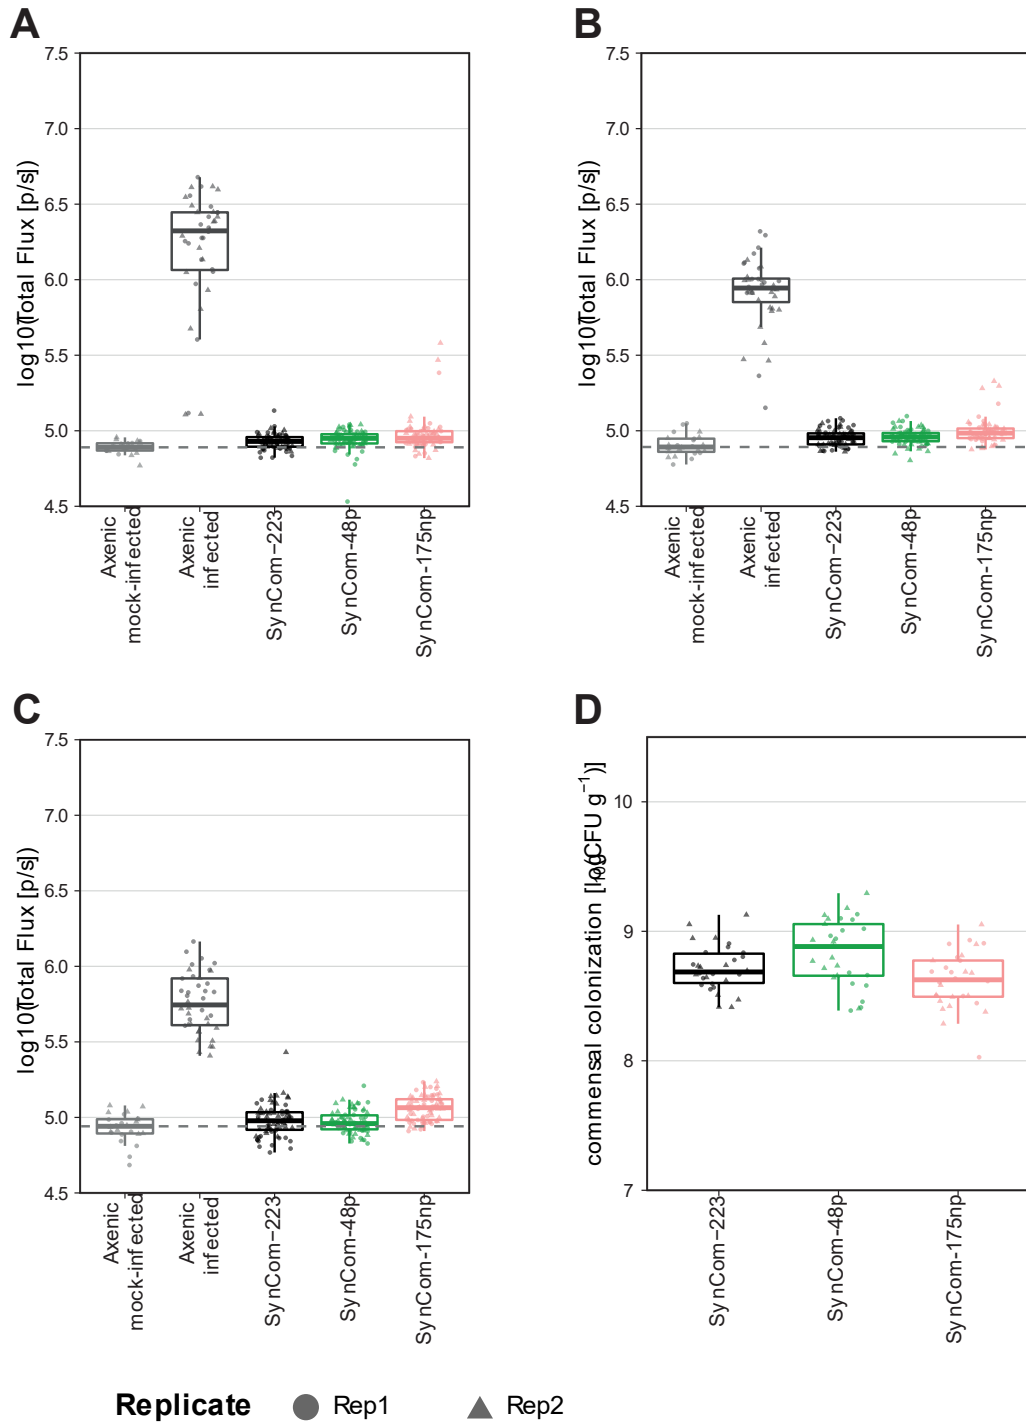 A
7.5
7.0
6.5
6.0
5.5
5.0
4.5
log10(Total Flux [p/s])
Axenic
mock-infected
Axenic
infected
SynCom−223
SynCom-48p
SynCom-175np
B
7.5
7.0
6.5
6.0
5.5
5.0
4.5
log10(Total Flux [p/s])
Axenic
mock-infected
Axenic
infected
SynCom−223
SynCom-48p
SynCom-175np
C
7.5
7.0
6.5
6.0
5.5
5.0
4.5
log10(Total Flux [p/s])
Axenic
mock-infected
Axenic
infected
SynCom−223
SynCom-48p
SynCom-175np
D
10
9
8
7
commensal colonization [log10(CFU g−1)]
SynCom−223
SynCom-48p
SynCom-175np
Replicate Rep1 Rep2